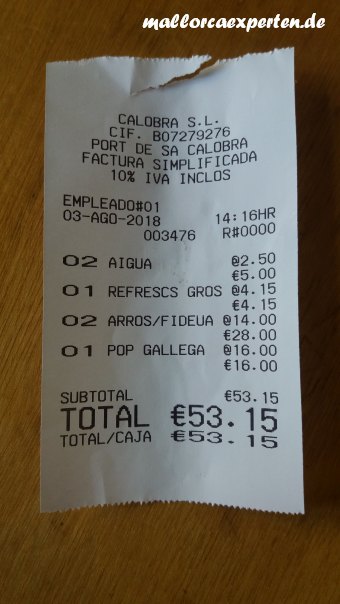 mallorcaexperten.de
CALOBRA S.L.
CIF. B07279276
PORT DE SA CALOBRA
FACTURA SIMPLIFICADA
10% IVA INCLOS
EMPLEADO#01
03-AGO-2018 14:16HR
003476 R#0000
02 AIGUA @2.50
€5.00
01 REFRESCS GROS @4.15
€4.15
02 ARROS/FIDEUA @14.00
€28.00
01 POP GALLEGA @16.00
€16.00
SUBTOTAL €53.15
TOTAL €53.15
TOTAL/CAJA €53.15